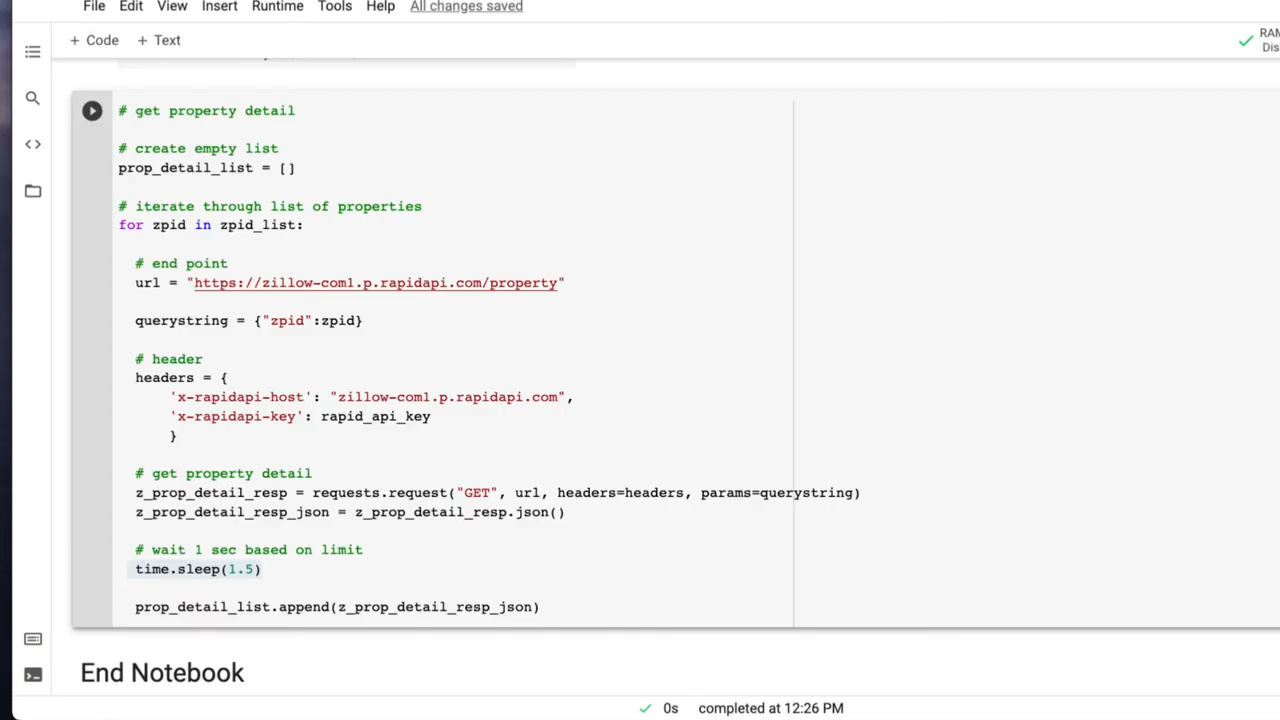 File Edit View Insert Runtime Tools Help All changes saved
+ Code + Text
RAM
Dis
# get property detail
# create empty list
prop_detail_list = []
# iterate through list of properties
for zpid in zpid_list:
# end point
url = "https://zillow-com1.p.rapidapi.com/property"
querystring = {"zpid":zpid}
# header
headers = {
'x-rapidapi-host': "zillow-com1.p.rapidapi.com",
'x-rapidapi-key': rapid_api_key
}
# get property detail
z_prop_detail_resp = requests.request("GET", url, headers=headers, params=querystring)
z_prop_detail_resp_json = z_prop_detail_resp.json()
# wait 1 sec based on limit
time.sleep(1.5)
prop_detail_list.append(z_prop_detail_resp_json)
End Notebook
0s completed at 12:26 PM